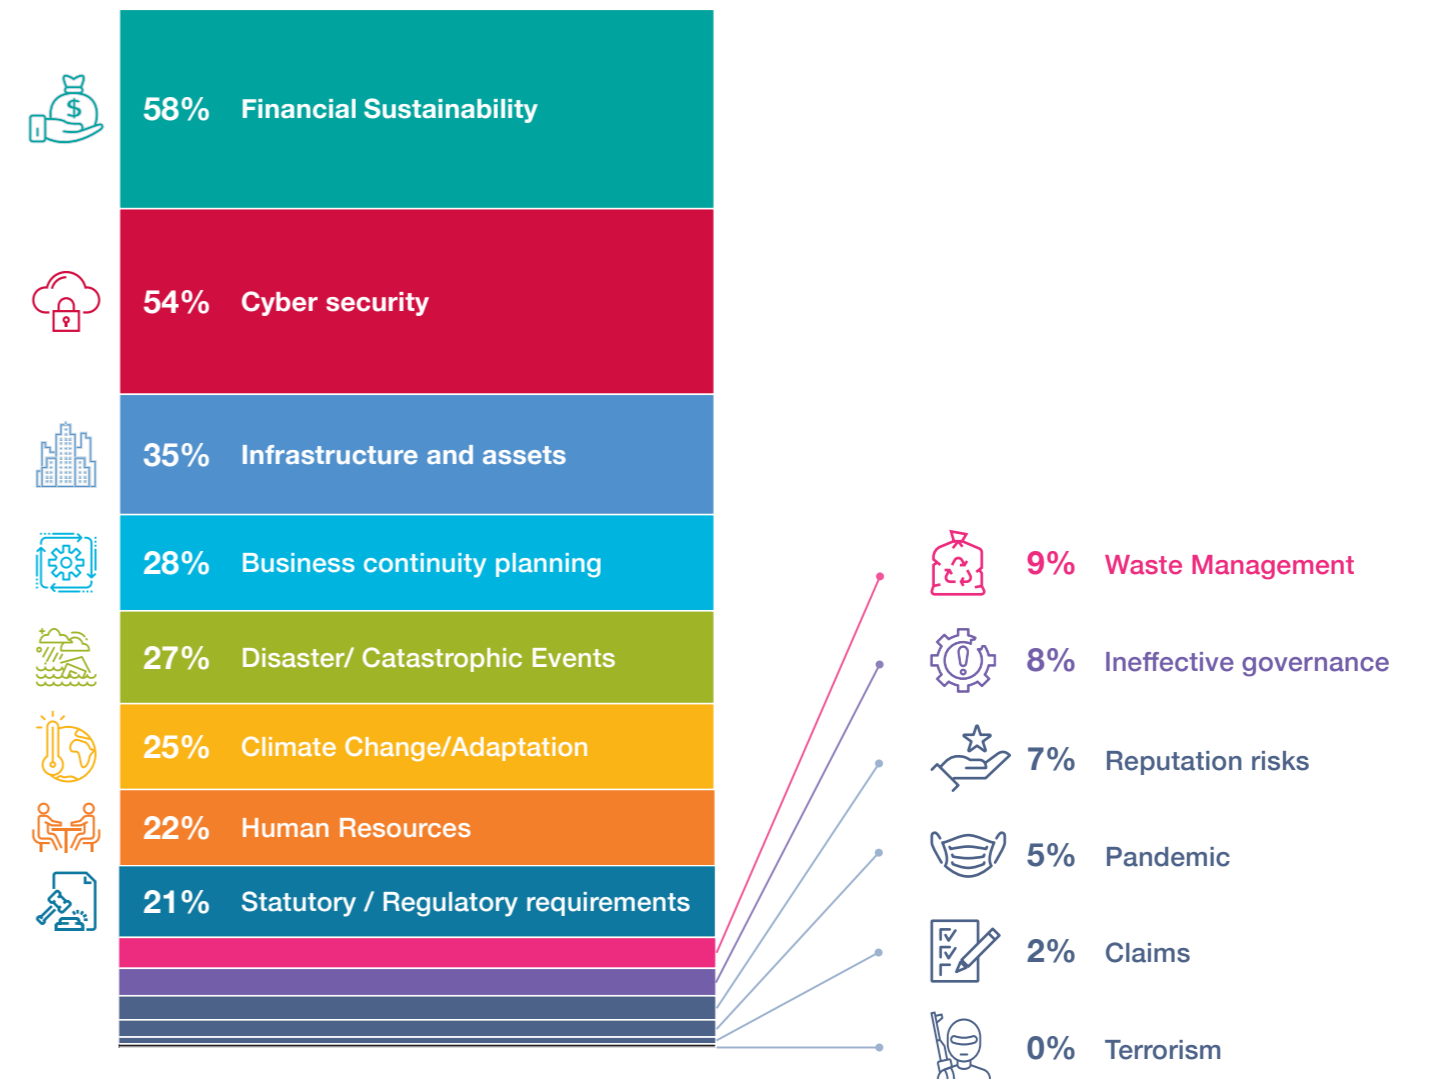 58% Financial Sustainability
54% Cyber security
35% Infrastructure and assets
28% Business continuity planning
27% Disaster/ Catastrophic Events
25% Climate Change/Adaptation
22% Human Resources
21% Statutory / Regulatory requirements
9% Waste Management
8% Ineffective governance
7% Reputation risks
5% Pandemic
2% Claims
0% Terrorism